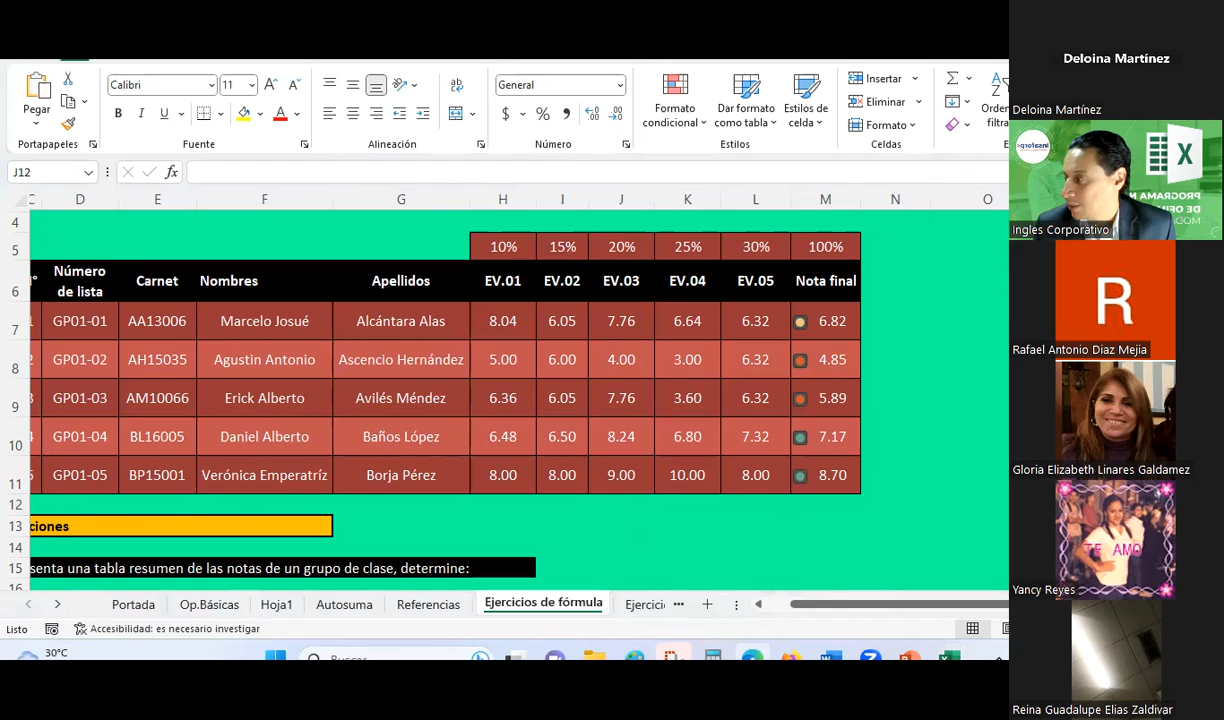 Pegar
Portapapeles
Calibri
11
Fuente
Alineación
General
Número
Formato
condicional
Dar formato
como tabla
Estilos de
celda
Estilos
Insertar
Eliminar
Formato
Celdas
Orden
filtra
J12
C D E F G H I J K L M N O
4
5 10% 15% 20% 25% 30% 100%
6 N° Número de lista Carnet Nombres Apellidos EV.01 EV.02 EV.03 EV.04 EV.05 Nota final
7 1 GP01-01 AA13006 Marcelo Josué Alcántara Alas 8.04 6.05 7.76 6.64 6.32 6.82
8 2 GP01-02 AH15035 Agustin Antonio Ascencio Hernández 5.00 6.00 4.00 3.00 6.32 4.85
9 3 GP01-03 AM10066 Erick Alberto Avilés Méndez 6.36 6.05 7.76 3.60 6.32 5.89
10 4 GP01-04 BL16005 Daniel Alberto Baños López 6.48 6.50 8.24 6.80 7.32 7.17
11 5 GP01-05 BP15001 Verónica Emperatríz Borja Pérez 8.00 8.00 9.00 10.00 8.00 8.70
12
13 ciones
14
15 senta una tabla resumen de las notas de un grupo de clase, determine:
16
Portada Op.Básicas Hoja1 Autosuma Referencias Ejercicios de fórmula Ejercicio
Listo Accesibilidad: es necesario investigar
30°C
Buscar
Deloina Martínez
Deloina Martínez
Ingles Corporativo
R
Rafael Antonio Diaz Mejia
Gloria Elizabeth Linares Galdamez
TE AMO
Yancy Reyes
Reina Guadalupe Elias Zaldivar